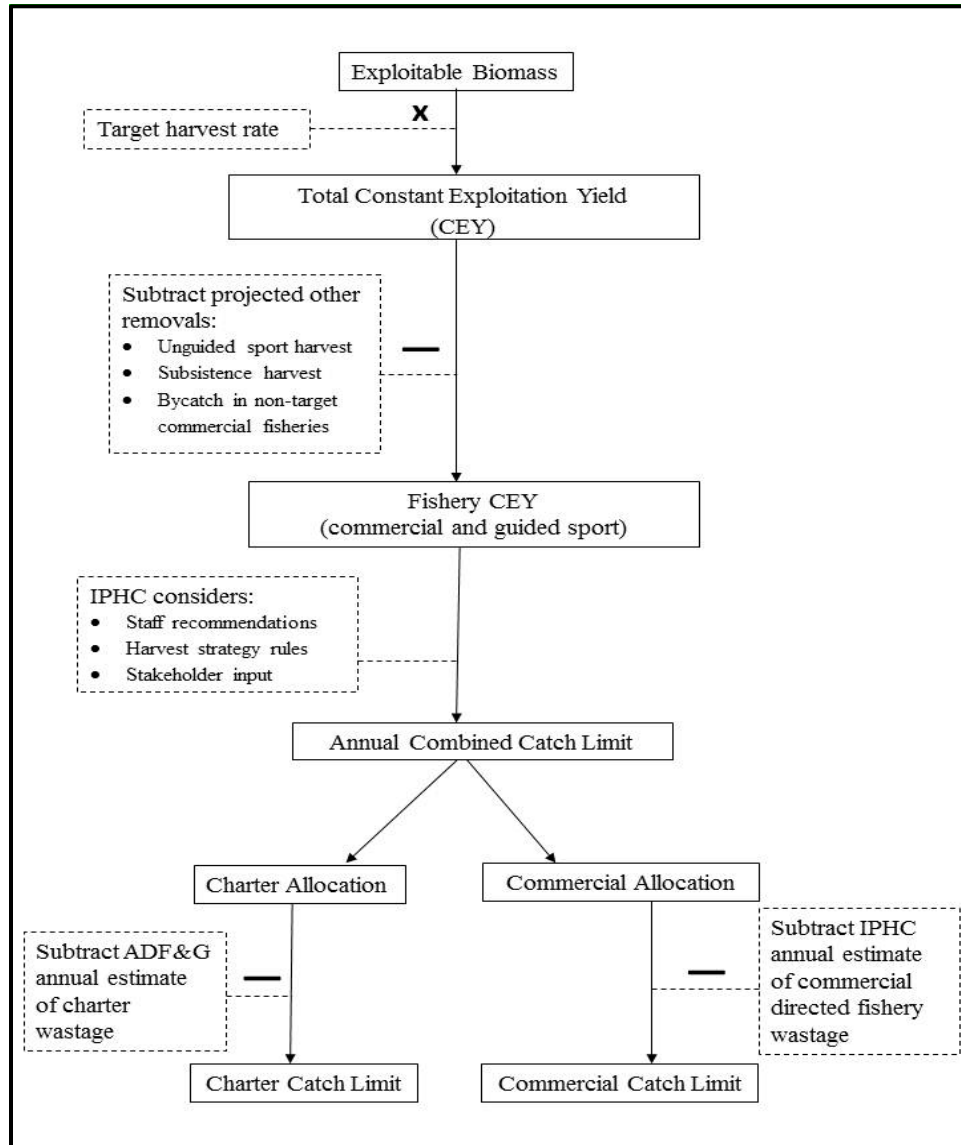 Exploitable Biomass
x
Target harvest rate
Total Constant Exploitation Yield
(CEY)
Subtract projected other
removals:
• Unguided sport harvest
• Subsistence harvest
• Bycatch in non-target
commercial fisheries
—
Fishery CEY
(commercial and guided sport)
IPHC considers:
• Staff recommendations
• Harvest strategy rules
• Stakeholder input
Annual Combined Catch Limit
Charter Allocation
Commercial Allocation
Subtract ADF&G
annual estimate
of charter
wastage
—
—
Subtract IPHC
annual estimate
of commercial
directed fishery
wastage
Charter Catch Limit
Commercial Catch Limit